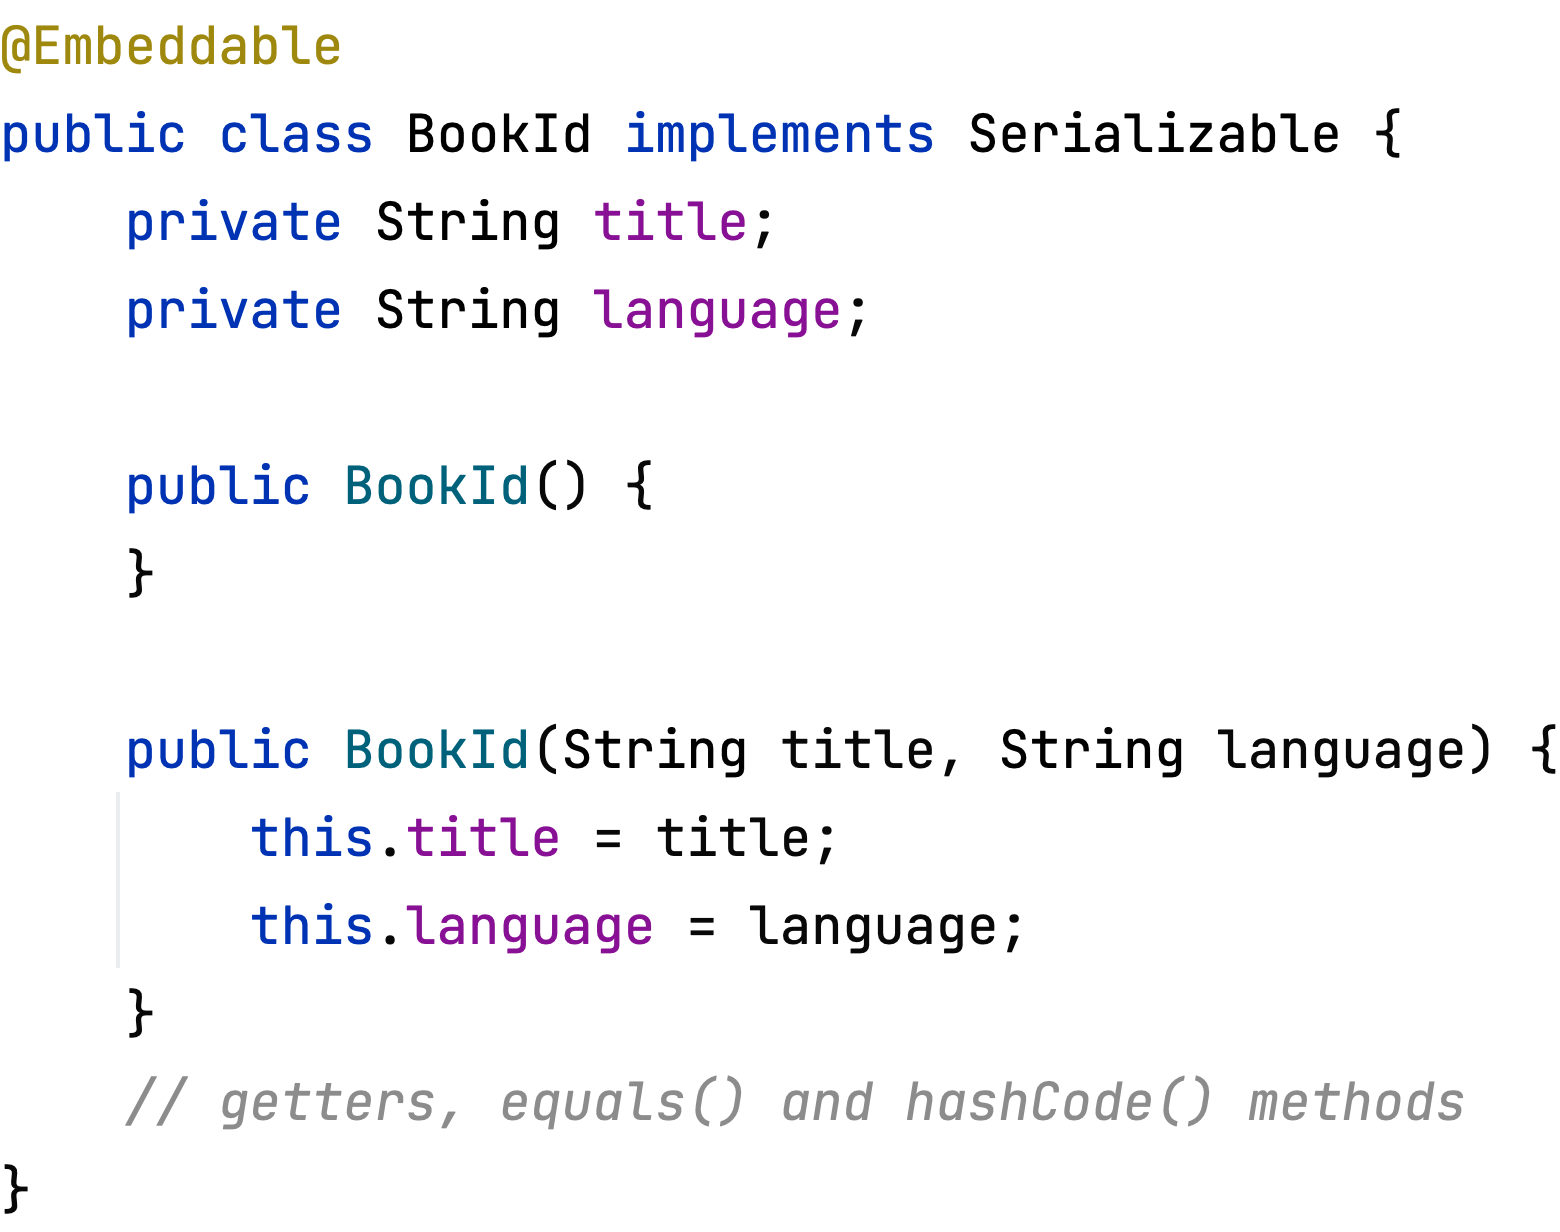 @Embeddable
public class BookId implements Serializable {
    private String title;
    private String language;

    public BookId() {
    }

    public BookId(String title, String language) {
        this.title = title;
        this.language = language;
    }
    // getters, equals() and hashCode() methods
}